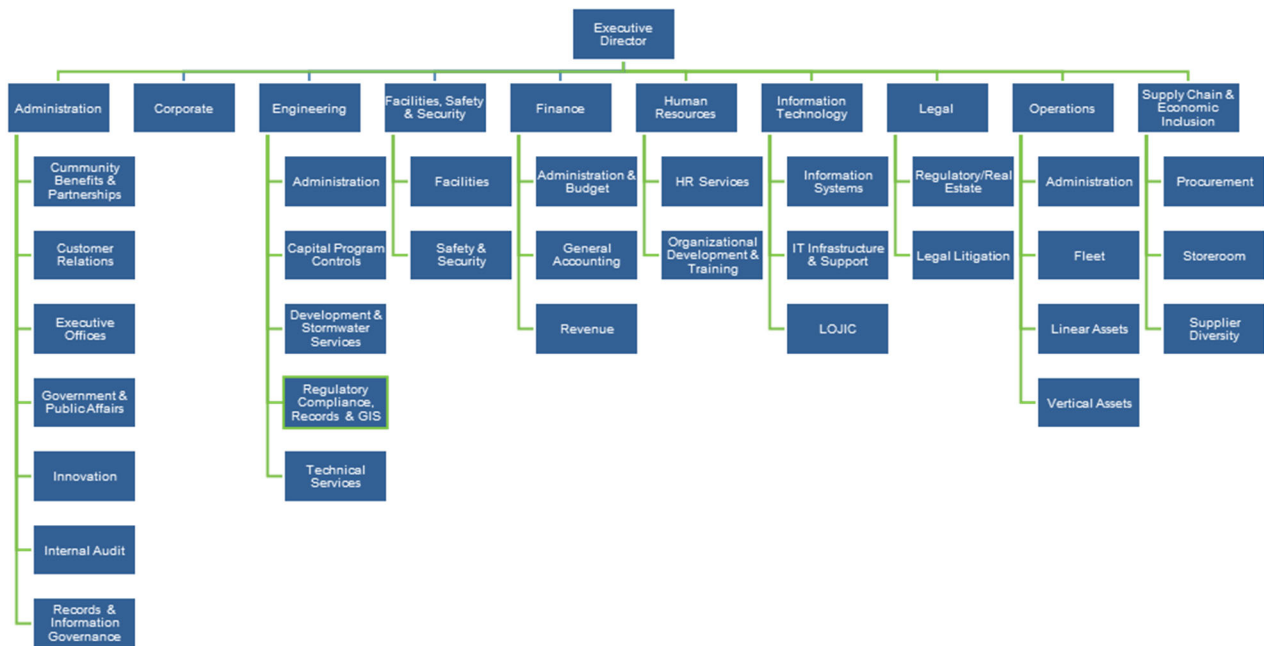 Executive
Director
Administration
Corporate
Engineering
Facilities, Safety
& Security
Finance
Human
Resources
Information
Technology
Legal
Operations
Supply Chain &
Economic
Inclusion
Cummunity
Benefits &
Partnerships
Customer
Relations
Executive
Offices
Government &
Public Affairs
Innovation
Internal Audit
Records &
Information
Governance
Administration
Capital Program
Controls
Development &
Stormwater
Services
Regulatory
Compliance,
Records & GIS
Technical
Services
Facilities
Safety &
Security
Administration
& Budget
General
Accounting
Revenue
HR Services
Organizational
Development &
Training
Information
Systems
IT Infrastructure
& Support
LOJIC
Regulatory/Real
Estate
Legal Litigation
Administration
Fleet
Linear Assets
Vertical Assets
Procurement
Storeroom
Supplier
Diversity